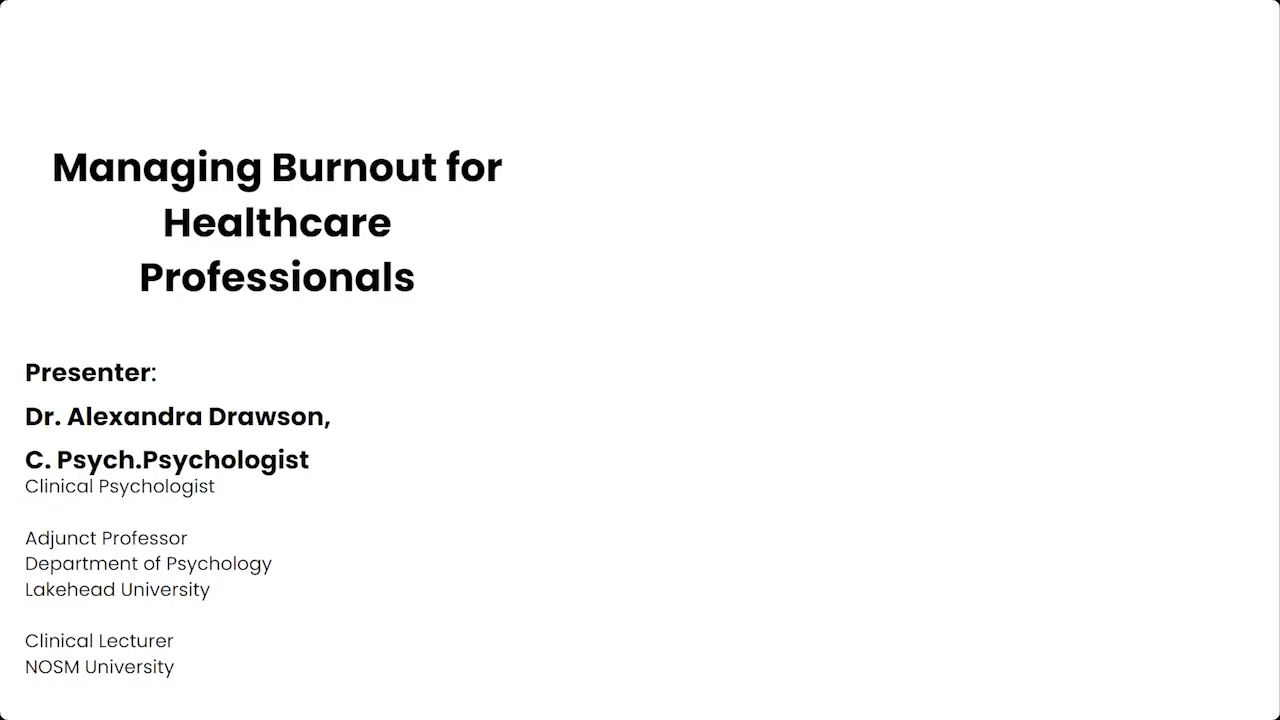 Managing Burnout for
Healthcare
Professionals
Presenter:
Dr. Alexandra Drawson,
C. Psych.Psychologist
Clinical Psychologist
Adjunct Professor
Department of Psychology
Lakehead University
Clinical Lecturer
NOSM University